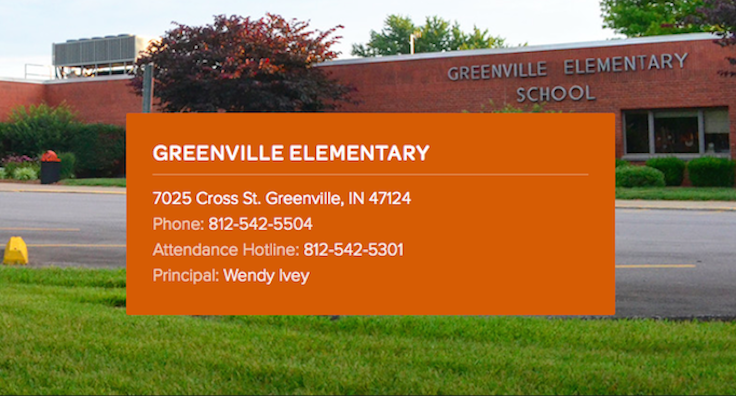 GREENVILLE ELEMENTARY
SCHOOL
GREENVILLE ELEMENTARY
7025 Cross St. Greenville, IN 47124
Phone: 812-542-5504
Attendance Hotline: 812-542-5301
Principal: Wendy Ivey